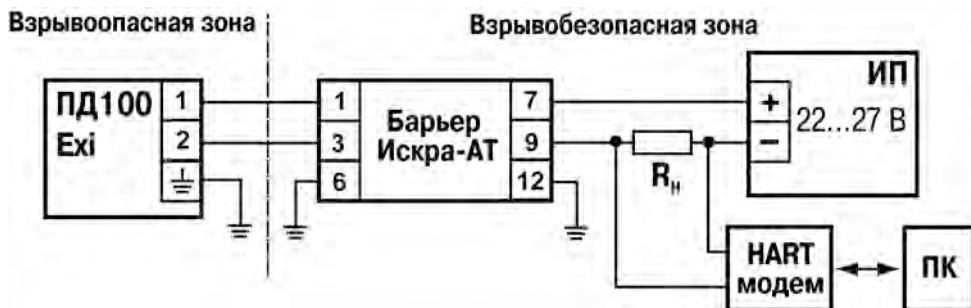 Взрывоопасная зона
Взрывобезопасная зона
ПД100
Exi
1
2
1
3
6
Барьер
Искра-АТ
7
9
12
Rн
ИП
+
22...27 В
−
HART
модем
ПК